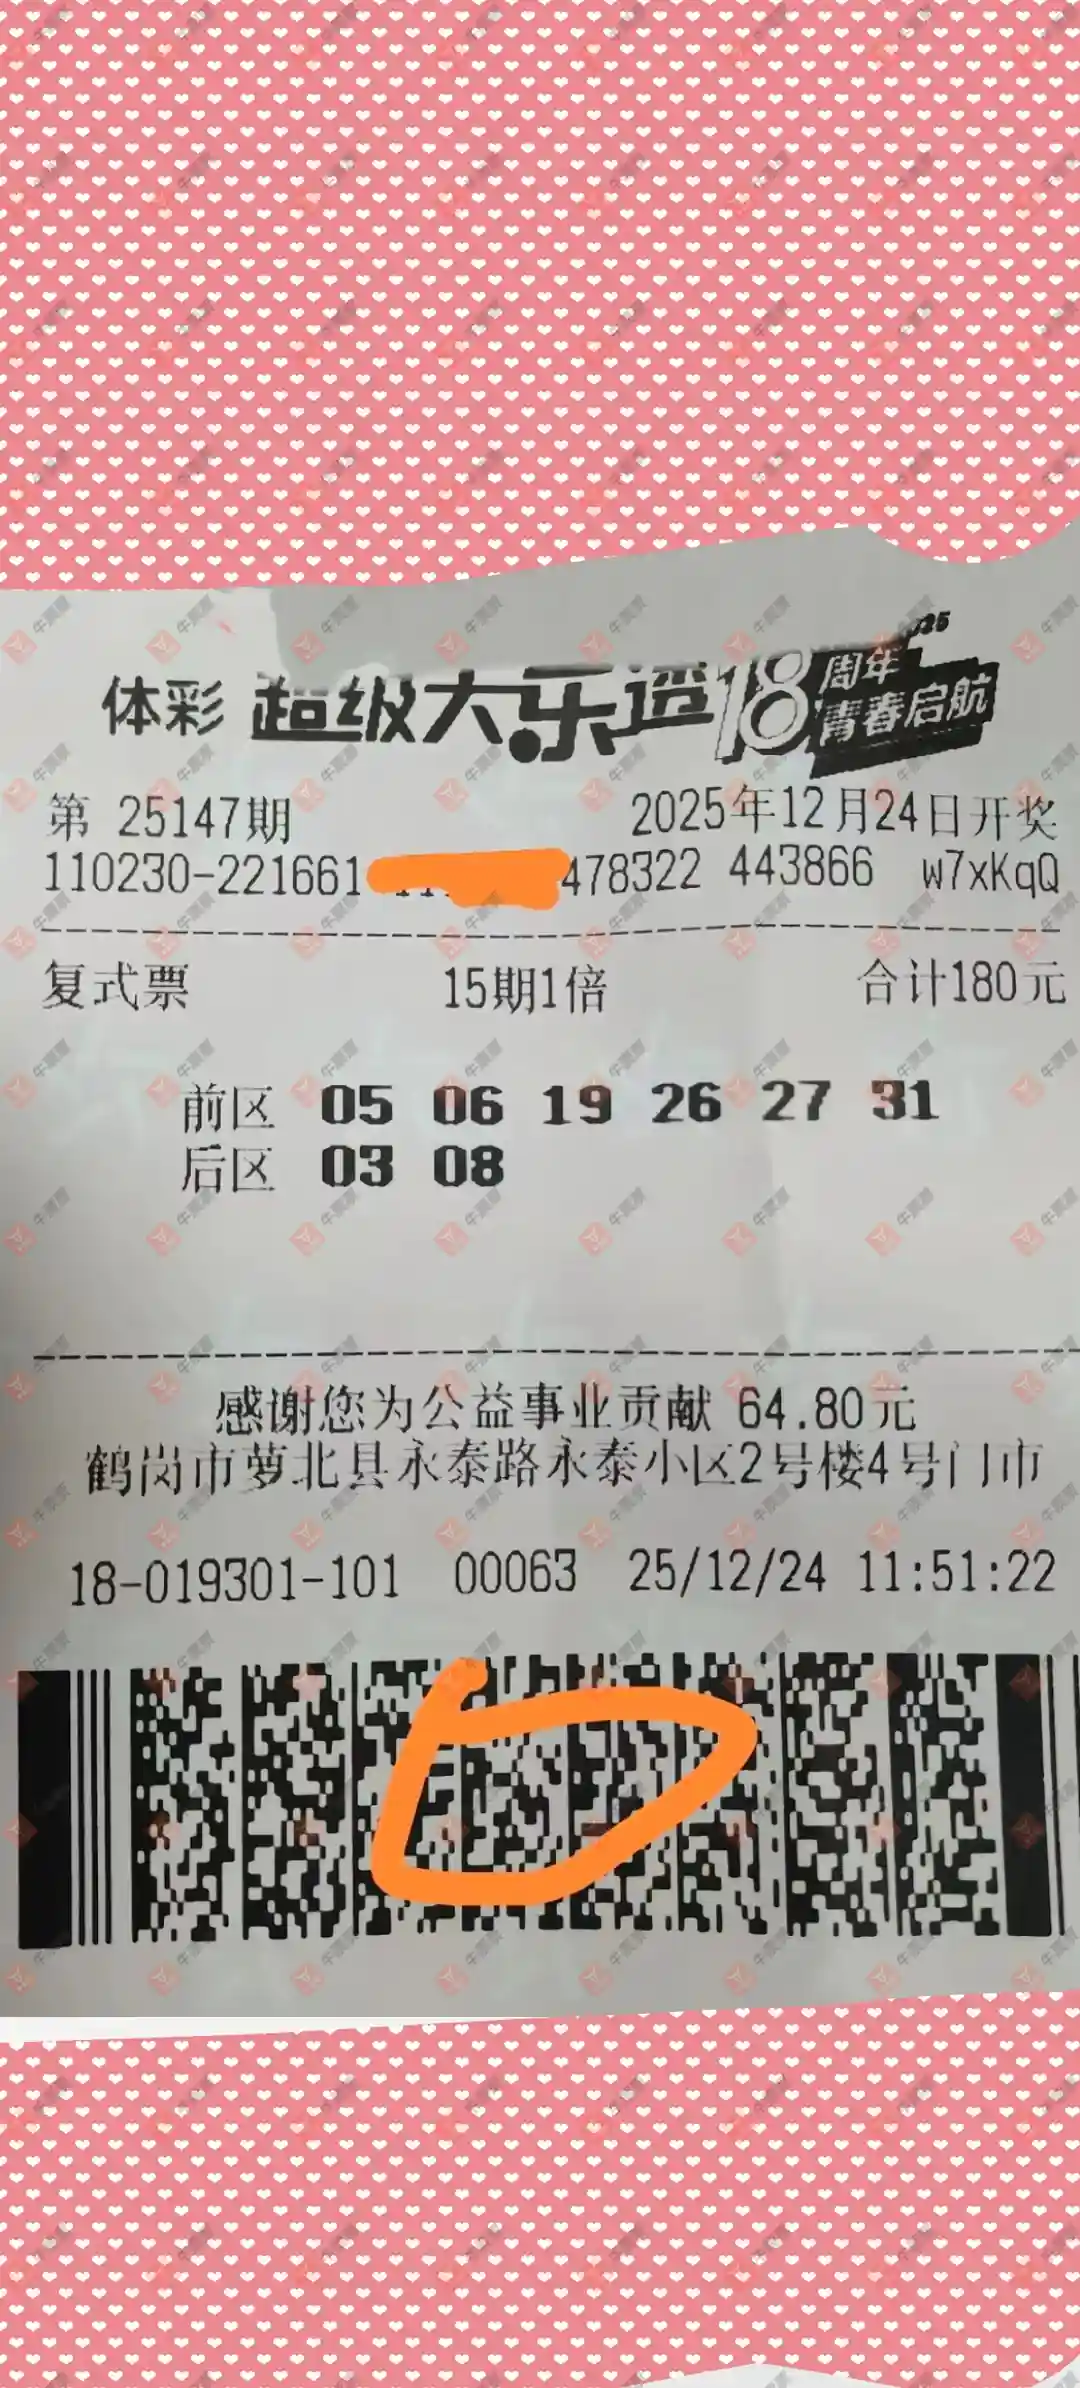 体彩 超级大乐透 18周年 青春启航
第 25147期 2025年12月24日开奖
110230-221661 478322 443866 w7xKqQ
复式票 15期1倍 合计180元
前区 05 06 19 26 27 31
后区 03 08
感谢您为公益事业贡献 64.80元
鹤岗市萝北县永泰路永泰小区2号楼4号门市
18-019301-101 00063 25/12/24 11:51:22